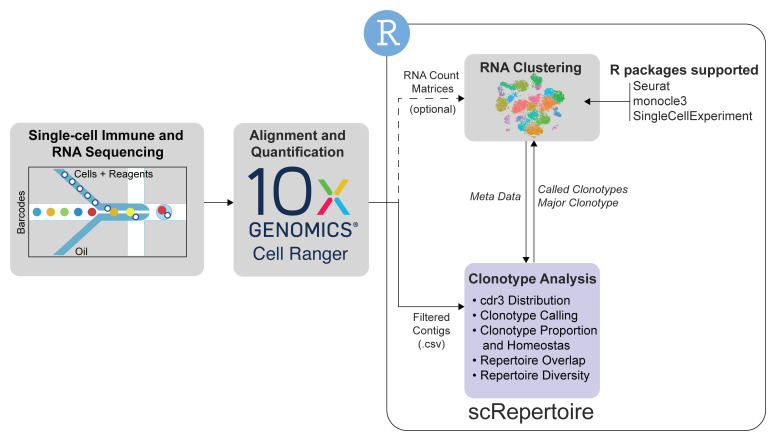 R
Single-cell Immune and
RNA Sequencing
Cells + Reagents
Barcodes
Oil
Alignment and
Quantification
10x
GENOMICS®
Cell Ranger
RNA Count
Matrices
(optional)
Filtered
Contigs
(.csv)
RNA Clustering
R packages supported
Seurat
monocle3
SingleCellExperiment
Meta Data
Called Clonotypes
Major Clonotype
Clonotype Analysis
• cdr3 Distribution
• Clonotype Calling
• Clonotype Proportion
and Homeostas
• Repertoire Overlap
• Repertoire Diversity
scRepertoire